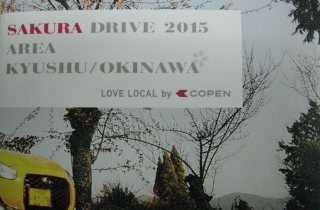 SAKURA DRIVE 2015
AREA
KYUSHU/OKINAWA
LOVE LOCAL by COPEN